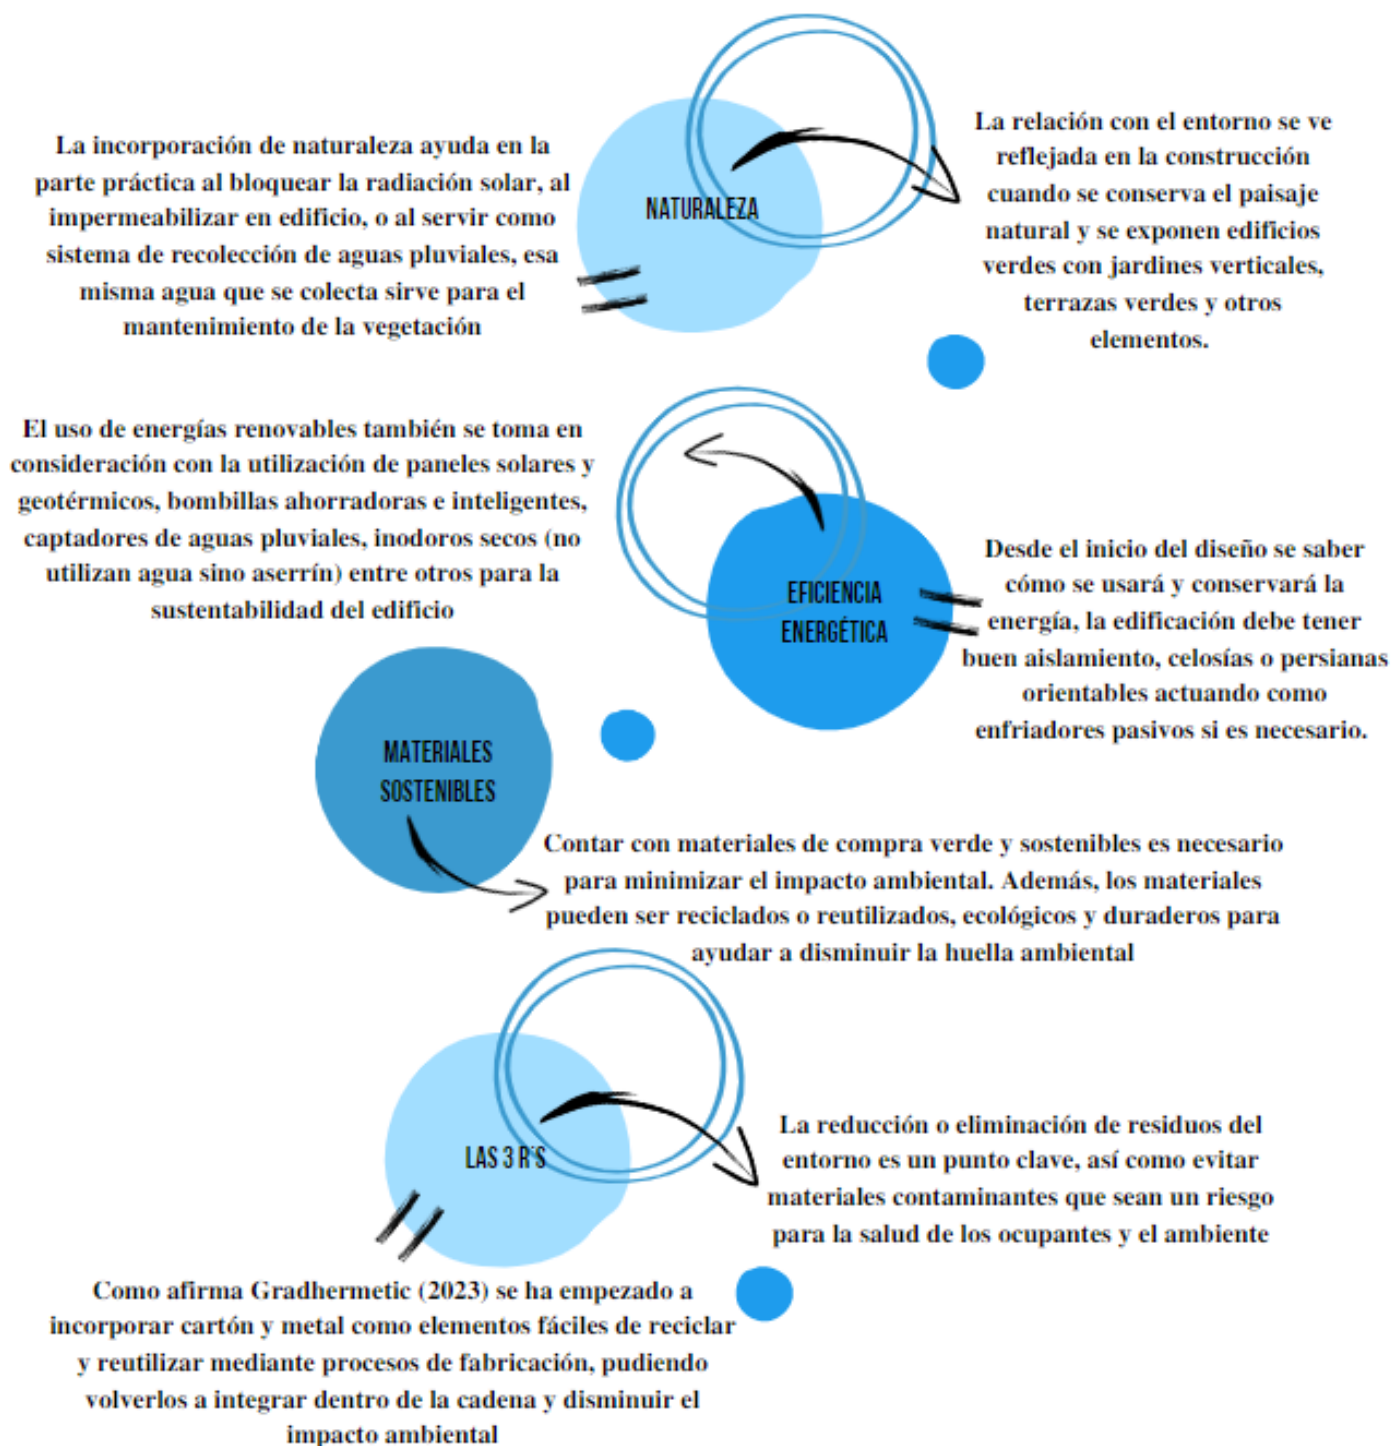 La incorporación de naturaleza ayuda en la
parte práctica al bloquear la radiación solar, al
impermeabilizar en edificio, o al servir como
sistema de recolección de aguas pluviales, esa
misma agua que se colecta sirve para el
mantenimiento de la vegetación
NATURALEZA
La relación con el entorno se ve
reflejada en la construcción
cuando se conserva el paisaje
natural y se exponen edificios
verdes con jardines verticales,
terrazas verdes y otros
elementos.
El uso de energías renovables también se toma en
consideración con la utilización de paneles solares y
geotérmicos, bombillas ahorradoras e inteligentes,
captadores de aguas pluviales, inodoros secos (no
utilizan agua sino aserrín) entre otros para la
sustentabilidad del edificio
EFICIENCIA
ENERGÉTICA
Desde el inicio del diseño se saber
cómo se usará y conservará la
energía, la edificación debe tener
buen aislamiento, celosías o persianas
orientables actuando como
enfriadores pasivos si es necesario.
MATERIALES
SOSTENIBLES
Contar con materiales de compra verde y sostenibles es necesario
para minimizar el impacto ambiental. Además, los materiales
pueden ser reciclados o reutilizados, ecológicos y duraderos para
ayudar a disminuir la huella ambiental
LAS 3 R´S
La reducción o eliminación de residuos del
entorno es un punto clave, así como evitar
materiales contaminantes que sean un riesgo
para la salud de los ocupantes y el ambiente
Como afirma Gradhermetic (2023) se ha empezado a
incorporar cartón y metal como elementos fáciles de reciclar
y reutilizar mediante procesos de fabricación, pudiendo
volverlos a integrar dentro de la cadena y disminuir el
impacto ambiental